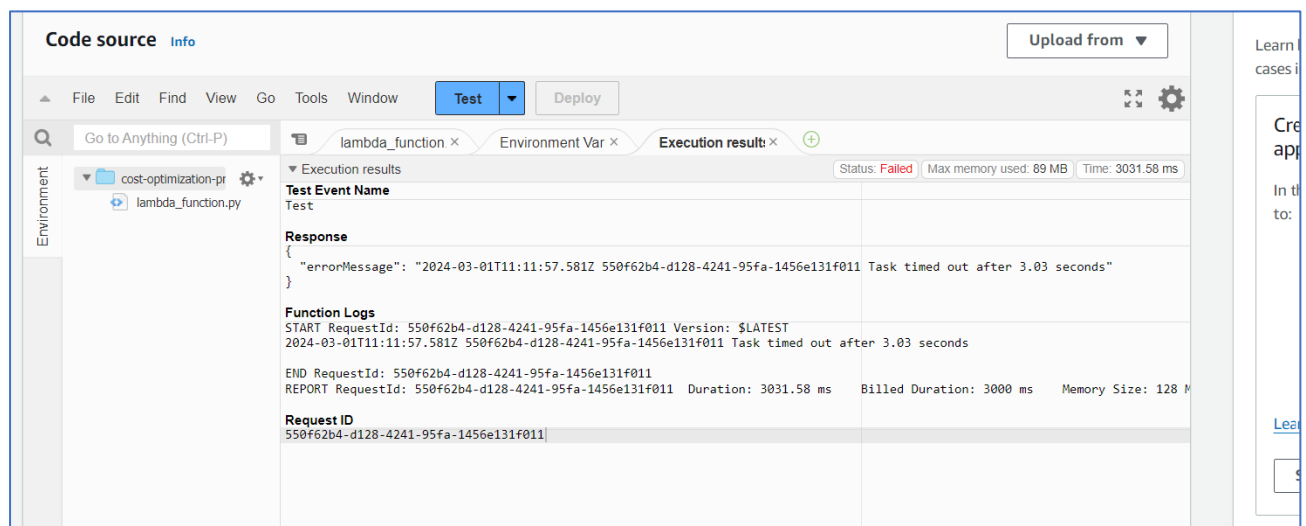 Code source Info
Upload from
File Edit Find View Go Tools Window Test Deploy
Go to Anything (Ctrl-P)
lambda_function
Environment Var
Execution results
Environment
cost-optimization-pr
lambda_function.py
Execution results
Status: Failed Max memory used: 89 MB Time: 3031.58 ms
Test Event Name
Test
Response
{
"errorMessage": "2024-03-01T11:11:57.581Z 550f62b4-d128-4241-95fa-1456e131f011 Task timed out after 3.03 seconds"
}
Function Logs
START RequestId: 550f62b4-d128-4241-95fa-1456e131f011 Version: $LATEST
2024-03-01T11:11:57.581Z 550f62b4-d128-4241-95fa-1456e131f011 Task timed out after 3.03 seconds
END RequestId: 550f62b4-d128-4241-95fa-1456e131f011
REPORT RequestId: 550f62b4-d128-4241-95fa-1456e131f011 Duration: 3031.58 ms Billed Duration: 3000 ms Memory Size: 128 M
Request ID
550f62b4-d128-4241-95fa-1456e131f011
Learn
cases i
Cre
app
In th
to:
Lear